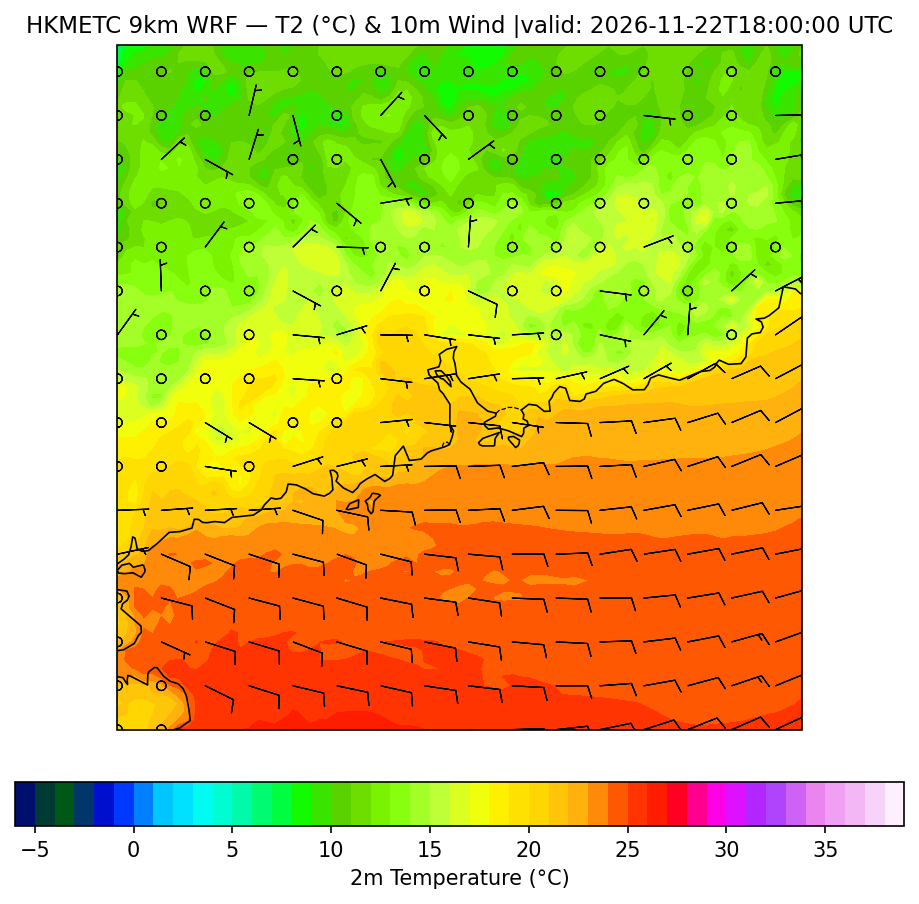 HKMETC 9km WRF — T2 (°C) & 10m Wind |valid: 2026-11-22T18:00:00 UTC
−5 0 5 10 15 20 25 30 35
2m Temperature (°C)